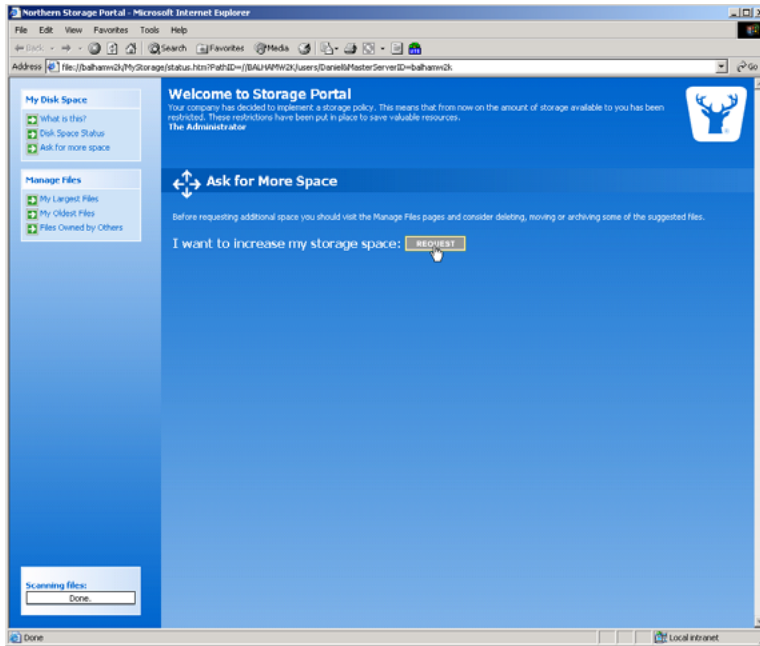 Northern Storage Portal - Microsoft Internet Explorer
File Edit View Favorites Tools Help
Back Search Favorites Media
Address file://balhamw2k/MyStorage/status.htm?PathID=//BALHAMW2K/users/Daniel&MasterServerID=balhamw2k Go
My Disk Space
What is this?
Disk Space Status
Ask for more space
Manage Files
My Largest Files
My Oldest Files
Files Owned by Others
Welcome to Storage Portal
Your company has decided to implement a storage policy. This means that from now on the amount of storage available to you has been
restricted. These restrictions have been put in place to save valuable resources.
The Administrator
Ask for More Space
Before requesting additional space you should visit the Manage Files pages and consider deleting, moving or archiving some of the suggested files.
I want to increase my storage space: REQUEST
Scanning files:
Done.
Done Local intranet